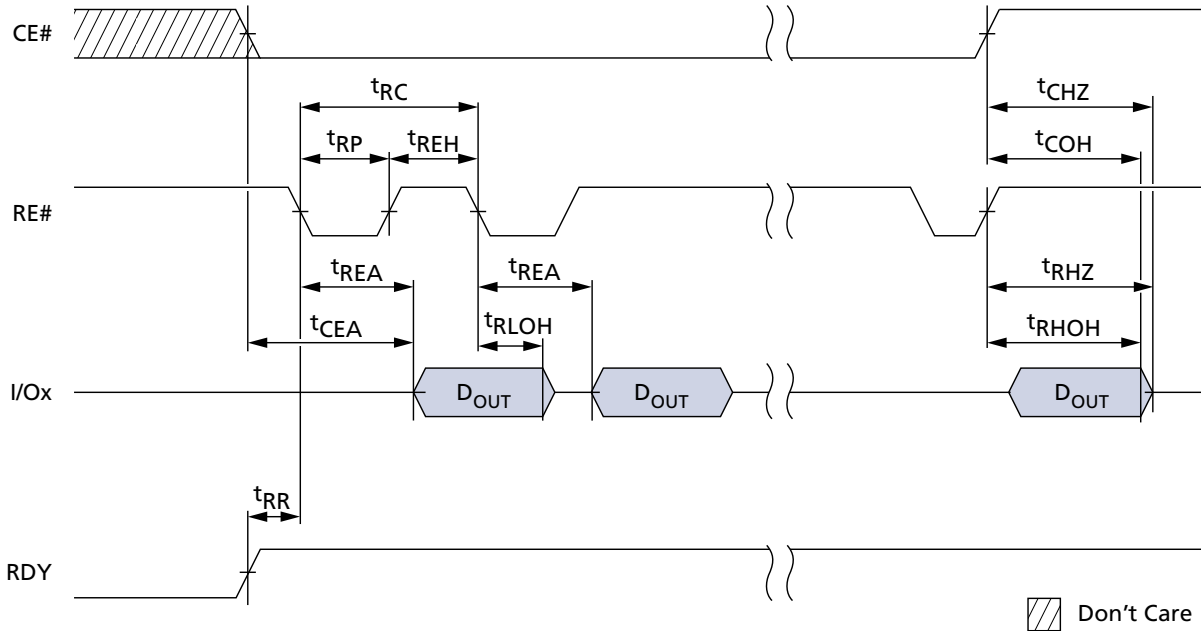 CE#
tRC
tCHZ
tRP
tREH
tCOH
RE#
tREA
tREA
tRHZ
tCEA
tRLOH
tRHOH
I/Ox
DOUT
DOUT
DOUT
tRR
RDY
Don't Care